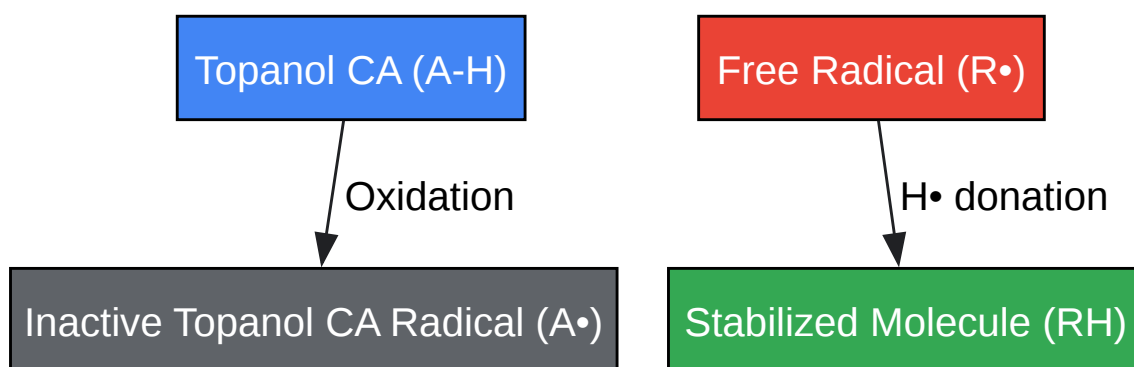 Topanol CA (A-H)
Free Radical (R•)
Oxidation
H• donation
Inactive Topanol CA Radical (A•)
Stabilized Molecule (RH)